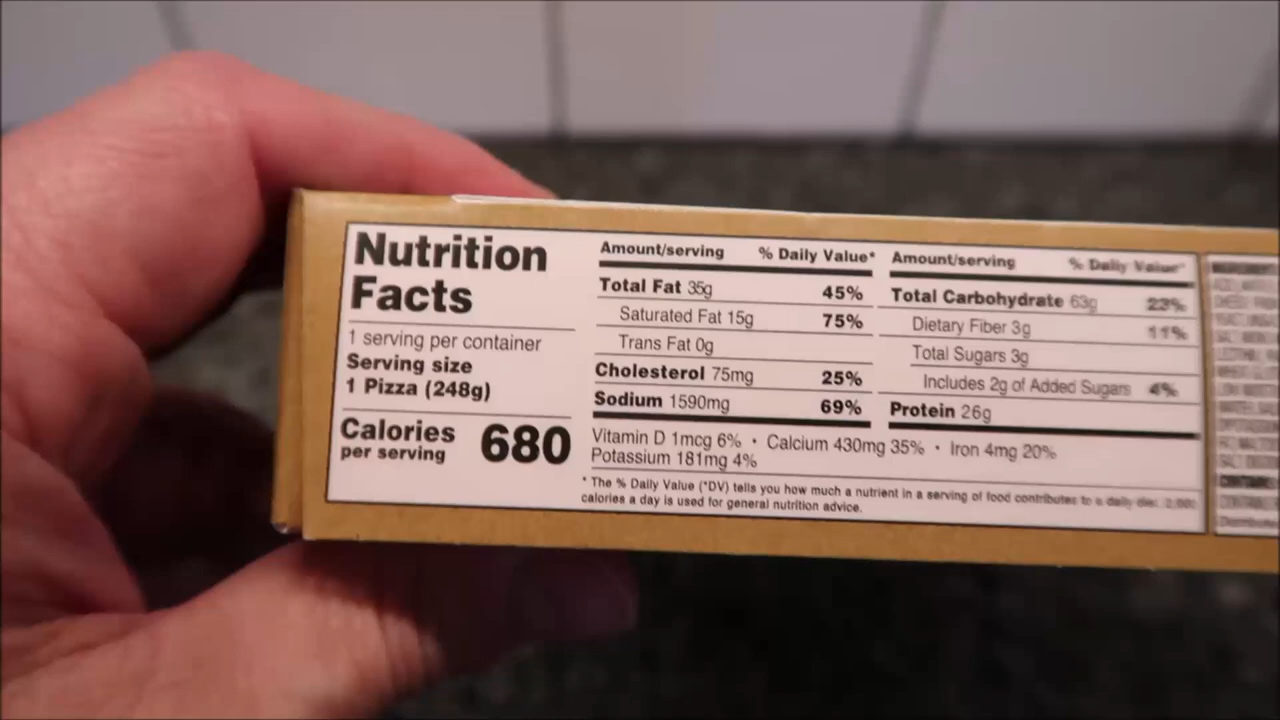 Nutrition
Facts
1 serving per container
Serving size
1 Pizza (248g)
Calories
per serving
680
Amount/serving % Daily Value*
Total Fat 35g 45%
Saturated Fat 15g 75%
Trans Fat 0g
Cholesterol 75mg 25%
Sodium 1590mg 69%
Amount/serving % Daily Value*
Total Carbohydrate 63g 23%
Dietary Fiber 3g 11%
Total Sugars 3g
Includes 2g of Added Sugars 4%
Protein 26g
Vitamin D 1mcg 6% • Calcium 430mg 35% • Iron 4mg 20%
Potassium 181mg 4%
* The % Daily Value (*DV) tells you how much a nutrient in a serving of food contributes to a daily diet. 2,000
calories a day is used for general nutrition advice.